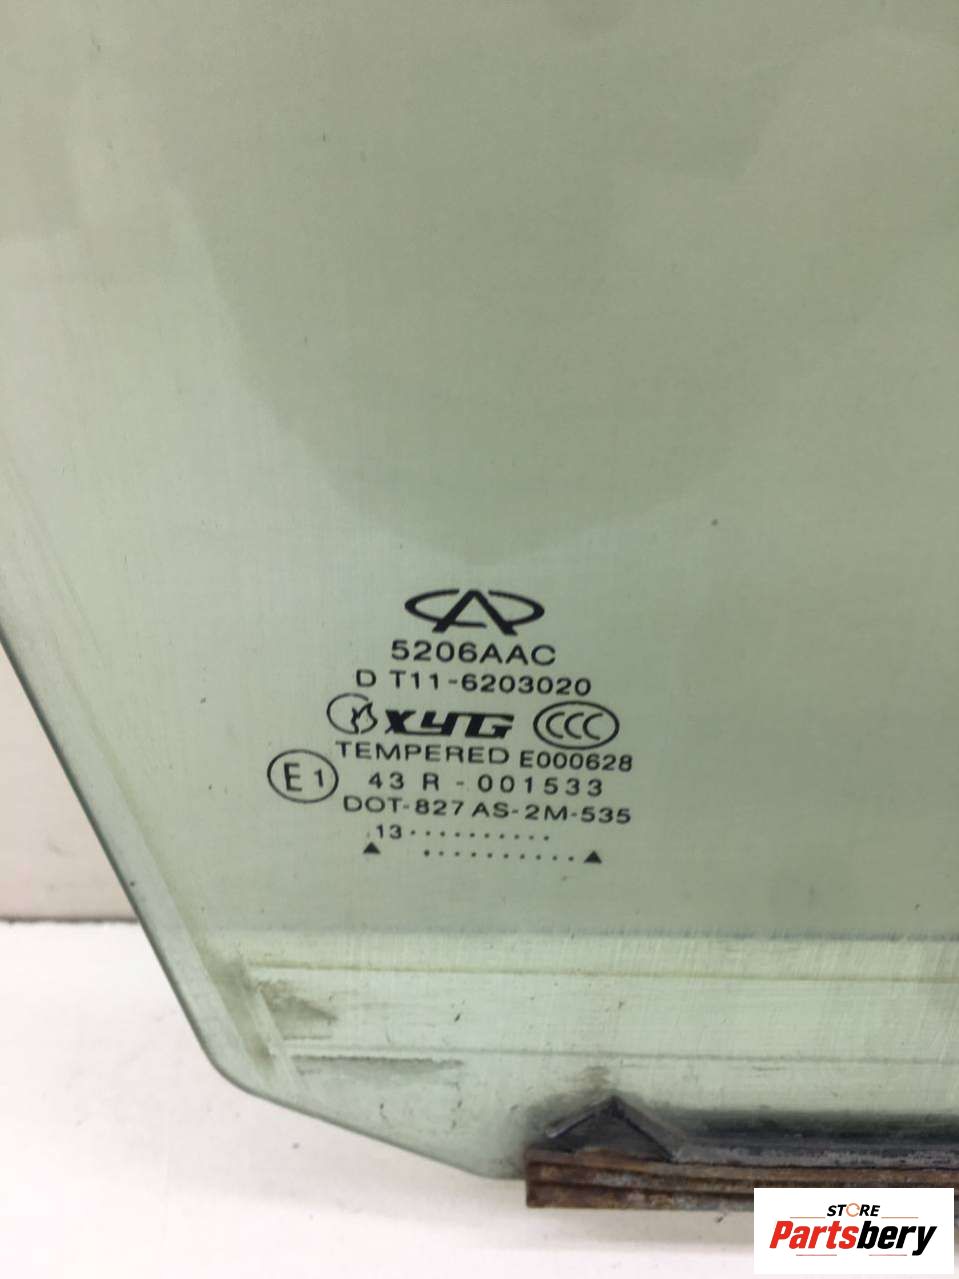 5206AAC
D T11-6203020
XYG CCC
TEMPERED E000628
E1 43 R - 001533
DOT-827 AS-2M-535
.13..........
...........
STORE
Partsbery